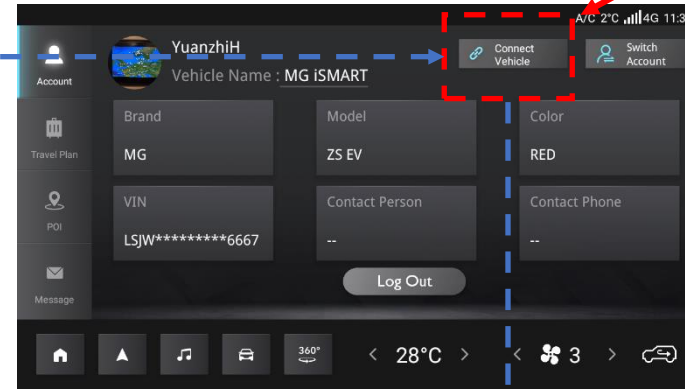 A/C 2°C 4G 11:3
YuanzhiH
Vehicle Name : MG iSMART
Connect
Vehicle
Switch
Account
Account
Travel Plan
POI
Message
Brand
MG
Model
ZS EV
Color
RED
VIN
LSJW*********6667
Contact Person
--
Contact Phone
--
Log Out
360°
< 28°C >
< 3 >